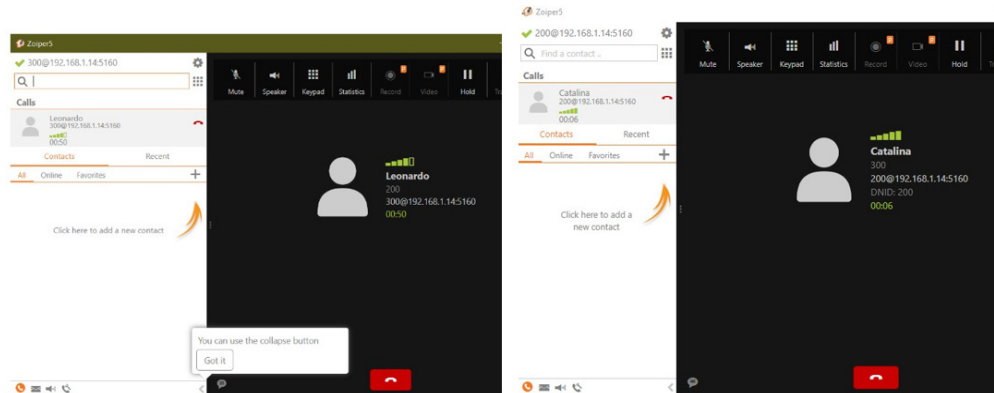 Zoiper5
300@192.168.1.14:5160
Calls
Leonardo
300@192.168.1.14:5160
00:50
Contacts Recent
All Online Favorites
Click here to add a new contact
Mute Speaker Keypad Statistics Record Video Hold
Leonardo
200
300@192.168.1.14:5160
00:50
You can use the collapse button
Got it
Zoiper5
200@192.168.1.14:5160
Find a contact ..
Calls
Catalina
200@192.168.1.14:5160
00:06
Contacts Recent
All Online Favorites
Click here to add a
new contact
Mute Speaker Keypad Statistics Record Video Hold
Catalina
300
200@192.168.1.14:5160
DNID: 200
00:06